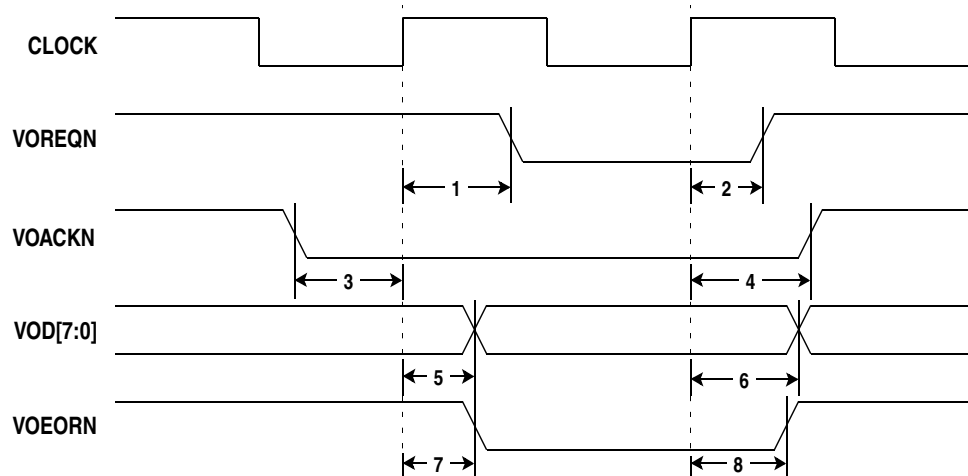 CLOCK
VOREQN
1
2
VOACKN
3
4
VOD[7:0]
5
6
VOEORN
7
8